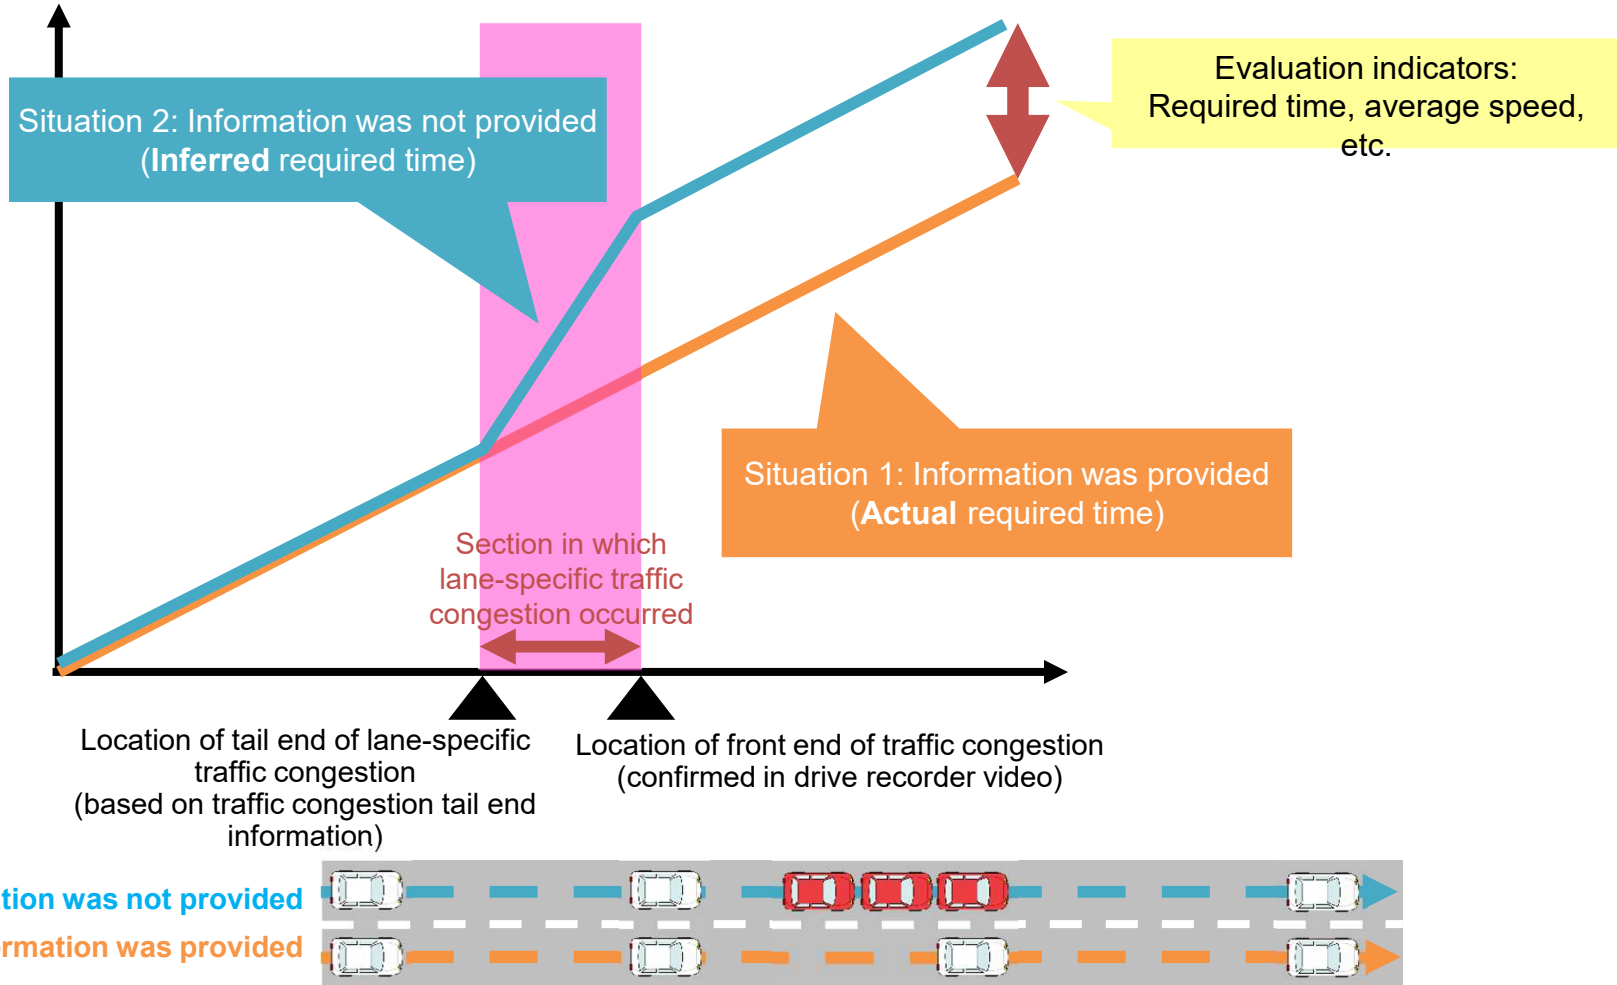 Situation 2: Information was not provided
(Inferred required time)
Evaluation indicators:
Required time, average speed,
etc.
Situation 1: Information was provided
(Actual required time)
Section in which
lane-specific traffic
congestion occurred
Location of tail end of lane-specific
traffic congestion
(based on traffic congestion tail end
information)
Location of front end of traffic congestion
(confirmed in drive recorder video)
tion was not provided
ormation was provided